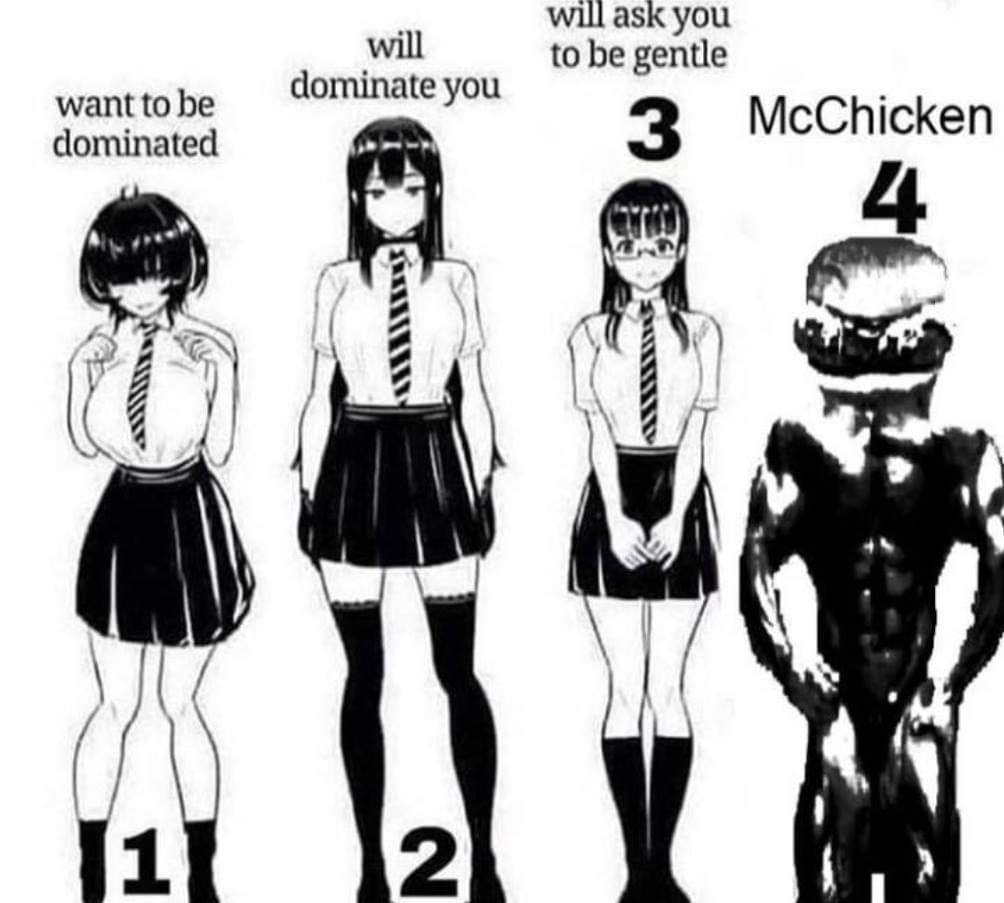 want to be
dominated
1
will
dominate you
2
will ask you
to be gentle
3
McChicken
4